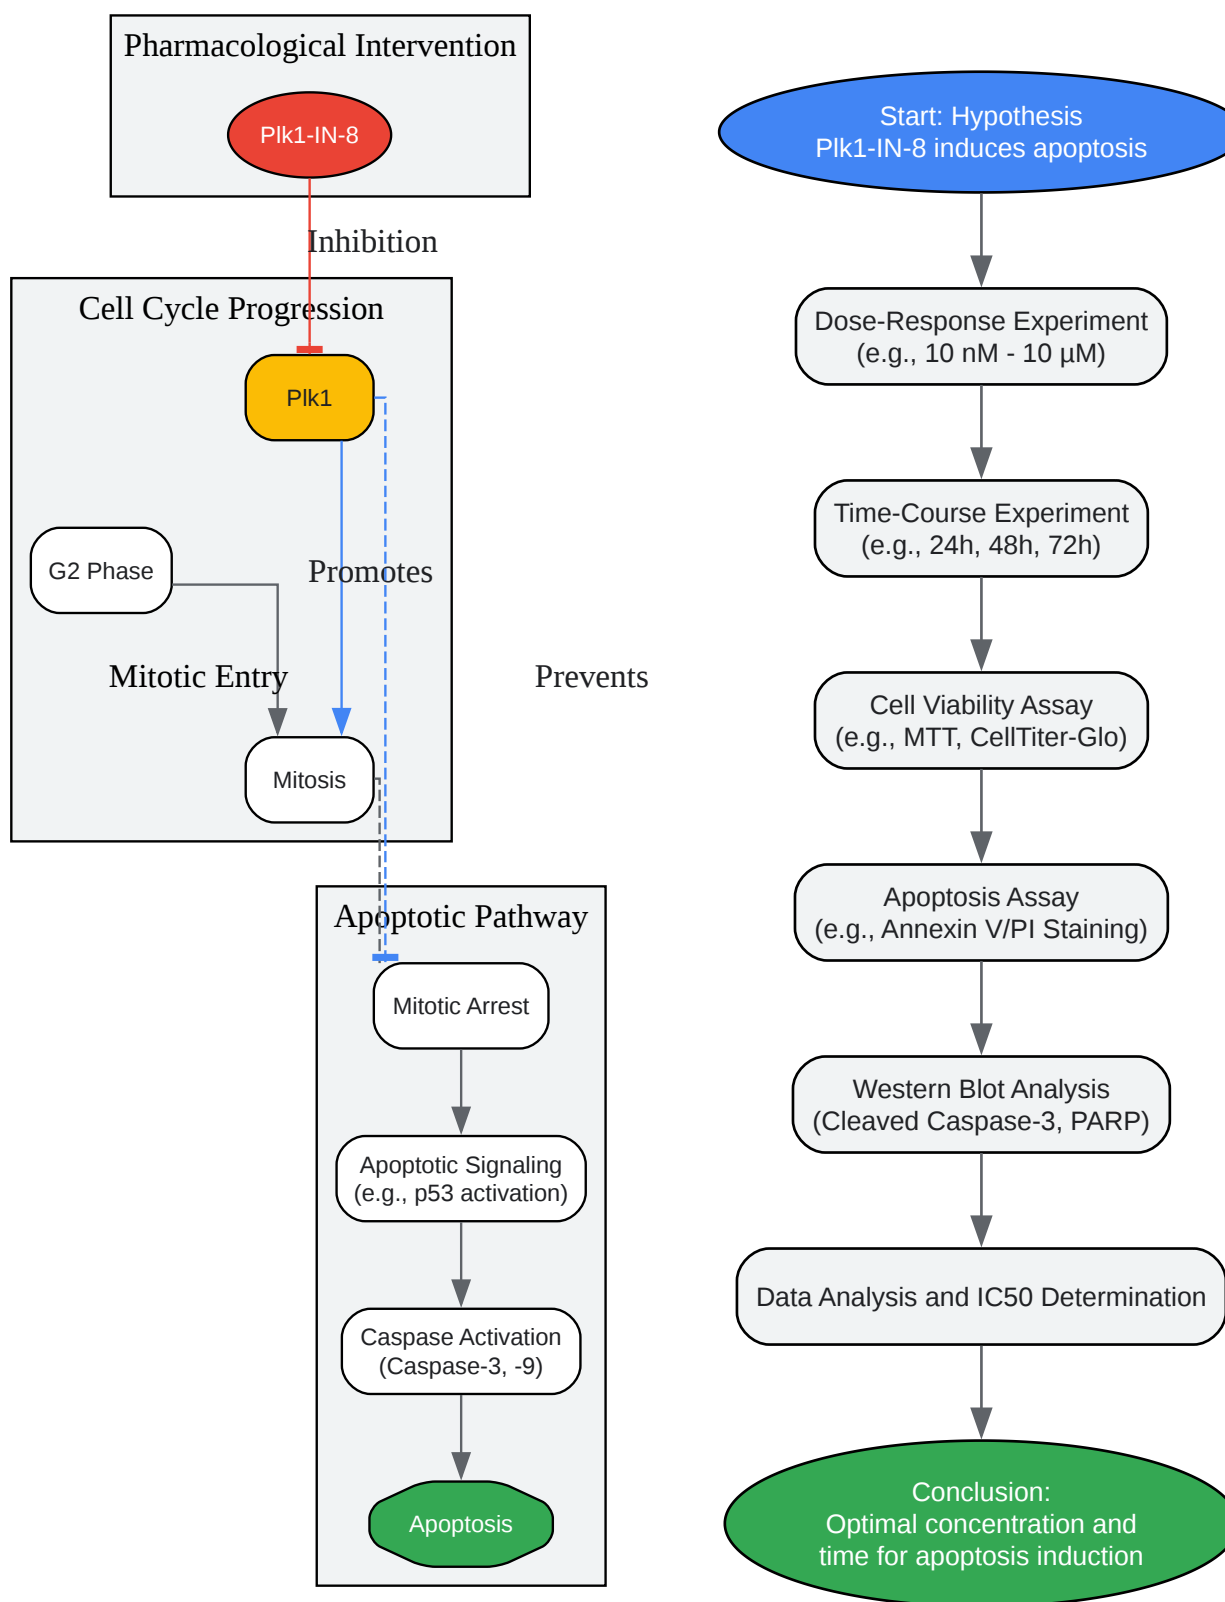 Pharmacological Intervention
Plk1-IN-8
Inhibition
Cell Cycle Progression
Plk1
G2 Phase
Promotes
Mitotic Entry
Prevents
Mitosis
Apoptotic Pathway
Mitotic Arrest
Apoptotic Signaling
(e.g., p53 activation)
Caspase Activation
(Caspase-3, -9)
Apoptosis
Start: Hypothesis
Plk1-IN-8 induces apoptosis
Dose-Response Experiment
(e.g., 10 nM - 10 µM)
Time-Course Experiment
(e.g., 24h, 48h, 72h)
Cell Viability Assay
(e.g., MTT, CellTiter-Glo)
Apoptosis Assay
(e.g., Annexin V/PI Staining)
Western Blot Analysis
(Cleaved Caspase-3, PARP)
Data Analysis and IC50 Determination
Conclusion:
Optimal concentration and
time for apoptosis induction